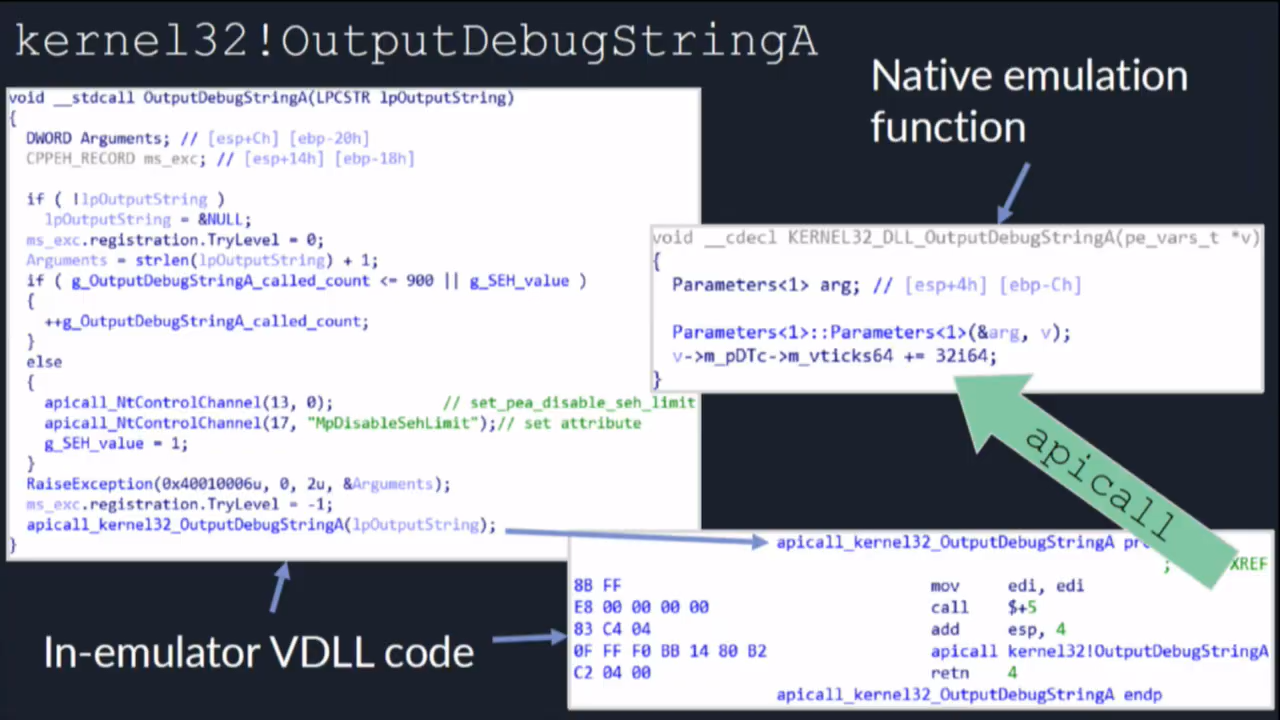 kernel32!OutputDebugStringA
void __stdcall OutputDebugStringA(LPCSTR lpOutputString)
{
DWORD Arguments; // [esp+Ch] [ebp-20h]
CPPEH_RECORD ms_exc; // [esp+14h] [ebp-18h]
if ( !lpOutputString )
lpOutputString = &NULL;
ms_exc.registration.TryLevel = 0;
Arguments = strlen(lpOutputString) + 1;
if ( g_OutputDebugStringA_called_count <= 900 || g_SEH_value )
{
++g_OutputDebugStringA_called_count;
}
else
{
apicall_NtControlChannel(13, 0); // set_pea_disable_seh_limit
apicall_NtControlChannel(17, "MpDisableSehLimit");// set attribute
g_SEH_value = 1;
}
RaiseException(0x40010006u, 0, 2u, &Arguments);
ms_exc.registration.TryLevel = -1;
apicall_kernel32_OutputDebugStringA(lpOutputString);
}
Native emulation
function
void __cdecl KERNEL32_DLL_OutputDebugStringA(pe_vars_t *v)
{
Parameters<1> arg; // [esp+4h] [ebp-Ch]
Parameters<1>::Parameters<1>(&arg, v);
v->m_pDTc->m_vticks64 += 32i64;
}
apicall
In-emulator VDLL code
apicall_kernel32_OutputDebugStringA
; XREF
8B FF mov edi, edi
E8 00 00 00 00 call $+5
83 C4 04 add esp, 4
0F FF F0 BB 14 80 B2 apicall kernel32!OutputDebugStringA
C2 04 00 retn 4
apicall_kernel32_OutputDebugStringA endp